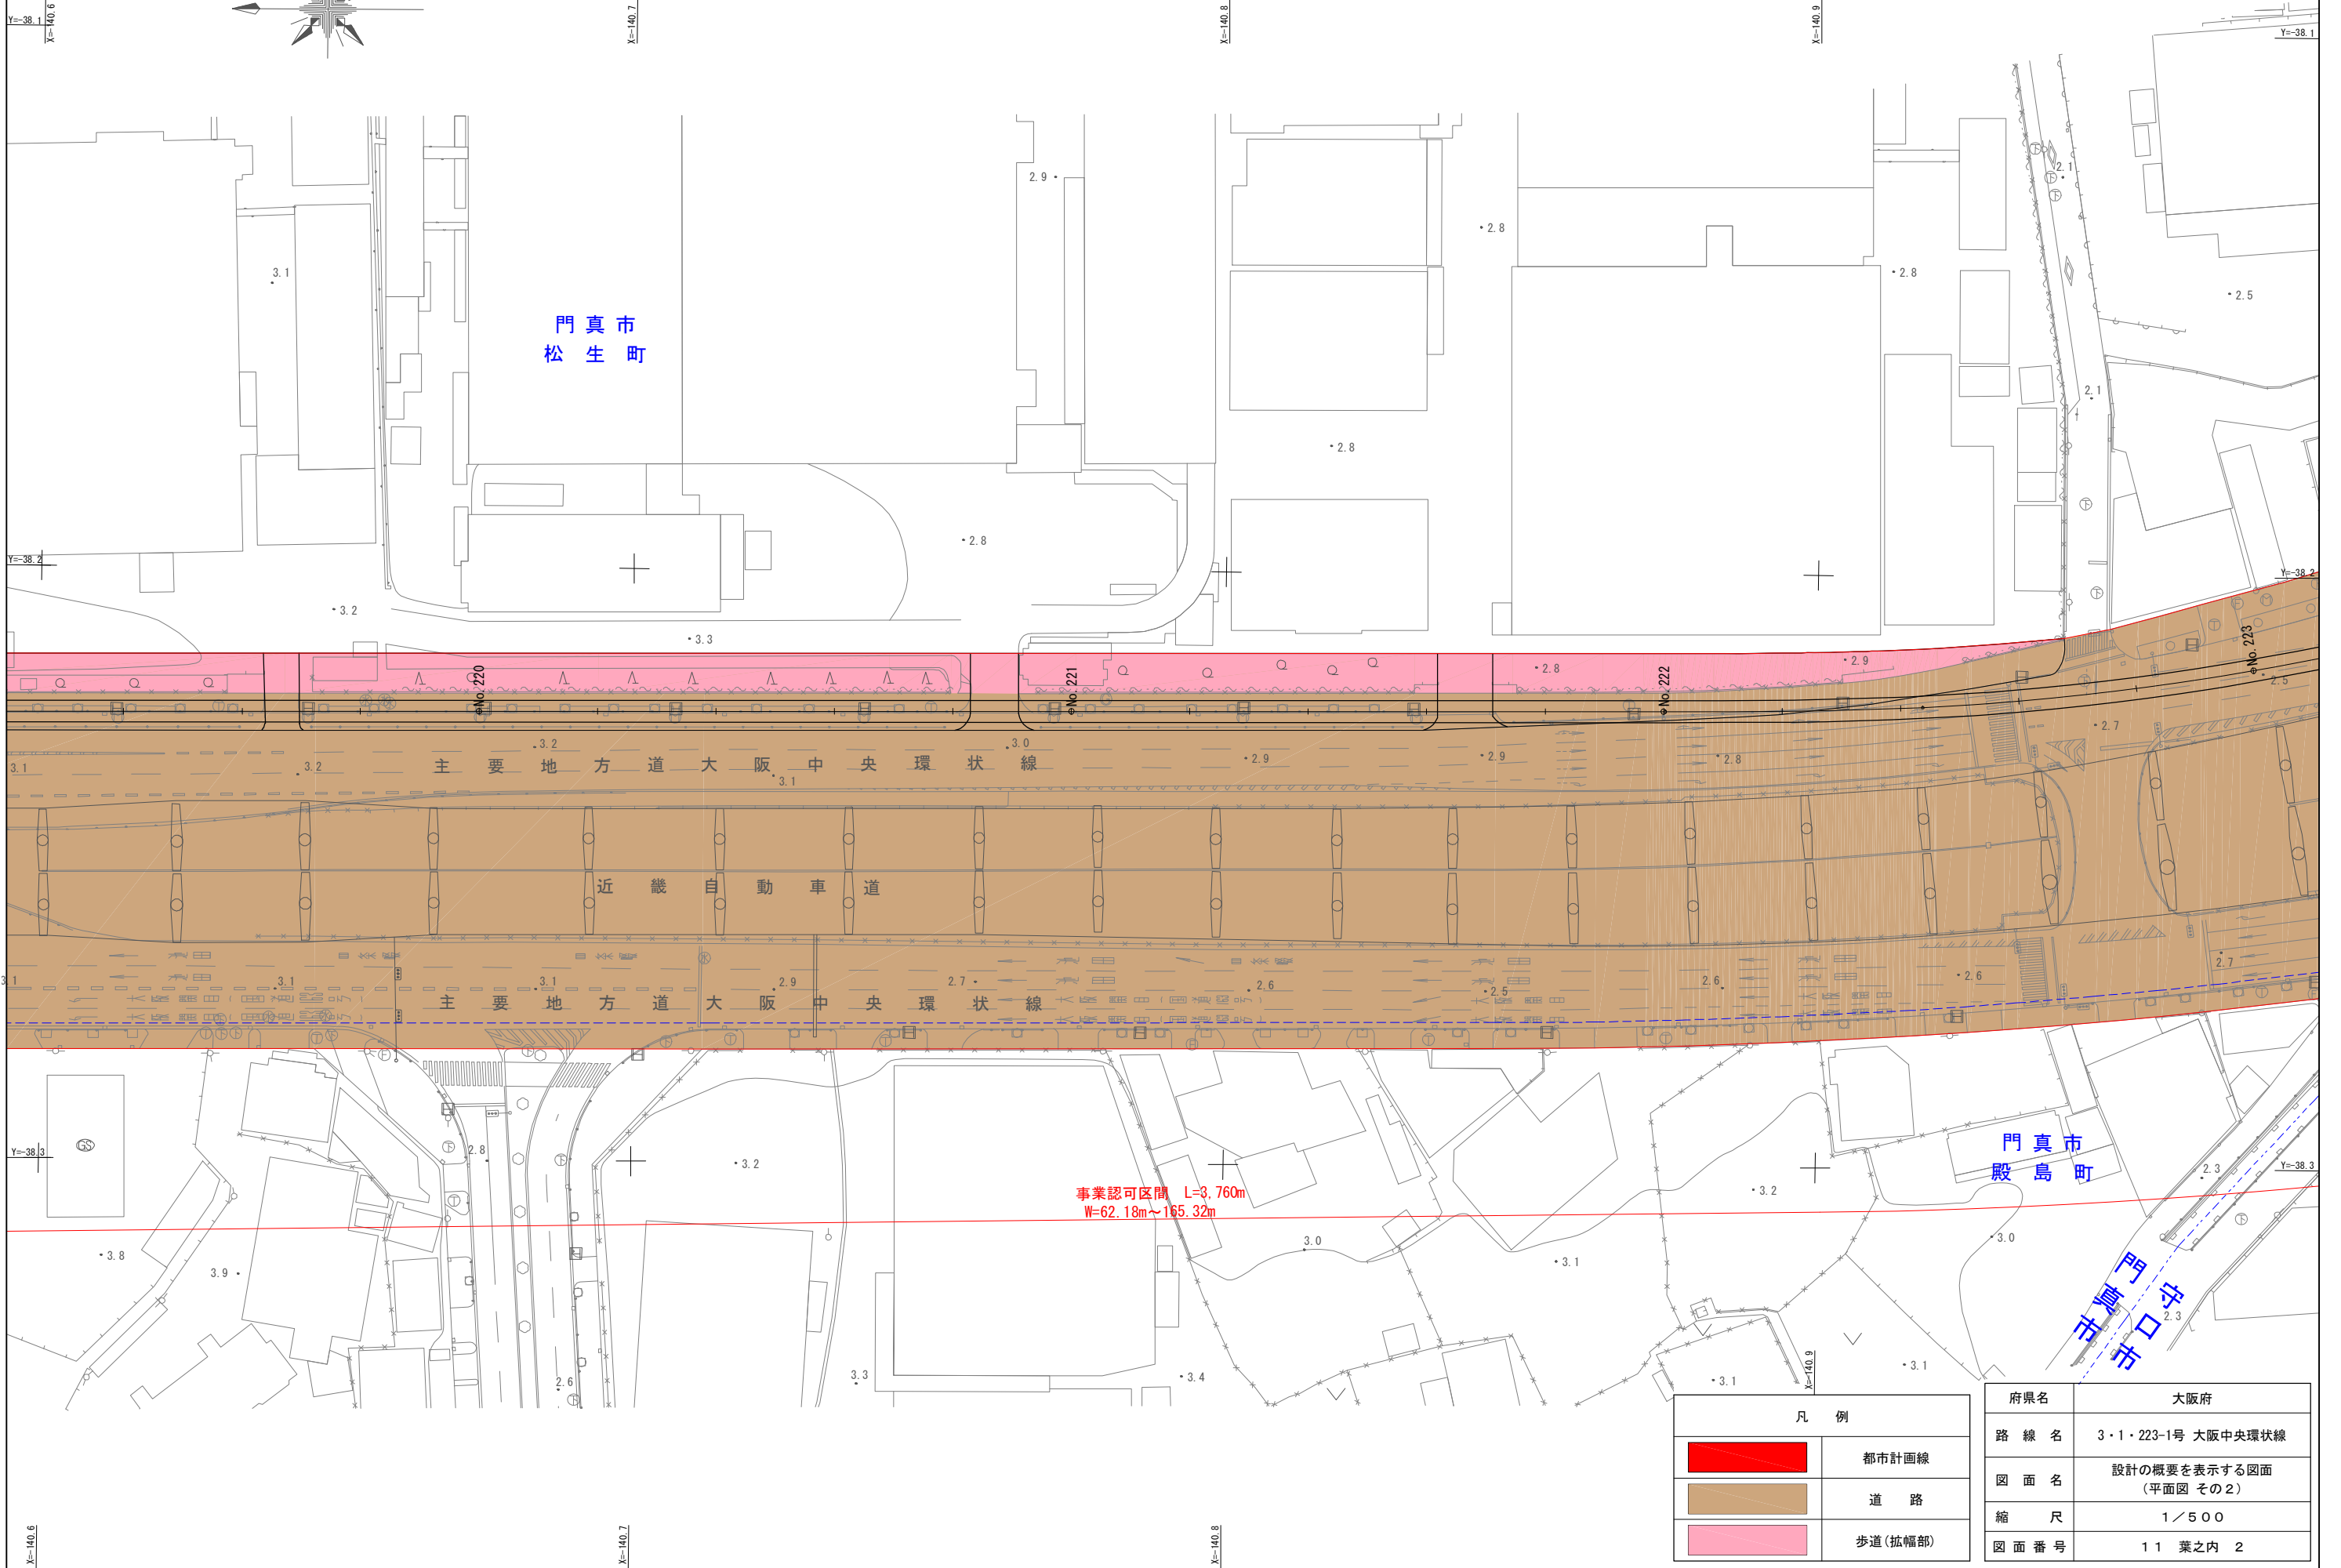 X=-140.6
X=-140.7
X=-140.8
X=-140.9
Y=-38.1
Y=-38.1
2.1
2.9
2.8
2.8
3.1
2.5
門真市
松生町
2.1
2.8
2.8
Y=-38.2
Y=-38.2
3.2
3.3
2.8
2.9
No.220
No.221
No.222
No.223
2.5
2.7
3.1
3.2
3.2
3.1
3.0
2.9
2.9
2.8
主要地方道大阪中央環状線
近畿自動車道
3.1
3.1
3.1
2.9
2.7
2.6
2.5
2.6
2.6
2.7
主要地方道大阪中央環状線
GS
Y=-38.3
2.8
3.2
門真市
殿島町
2.3
Y=-38.3
事業認可区間 L=3,760m
W=62.18m~165.32m
3.2
3.8
3.9
3.0
3.1
3.0
門真市
守口市
2.3
2.6
3.3
3.4
3.1
3.1
X=-140.9
凡 例
都市計画線
道 路
歩道(拡幅部)
府県名 大阪府
路線名 3・1・223-1号 大阪中央環状線
図面名 設計の概要を表示する図面
(平面図 その2)
縮尺 1/500
図面番号 11 葉之内 2
X=-140.6
X=-140.7
X=-140.8